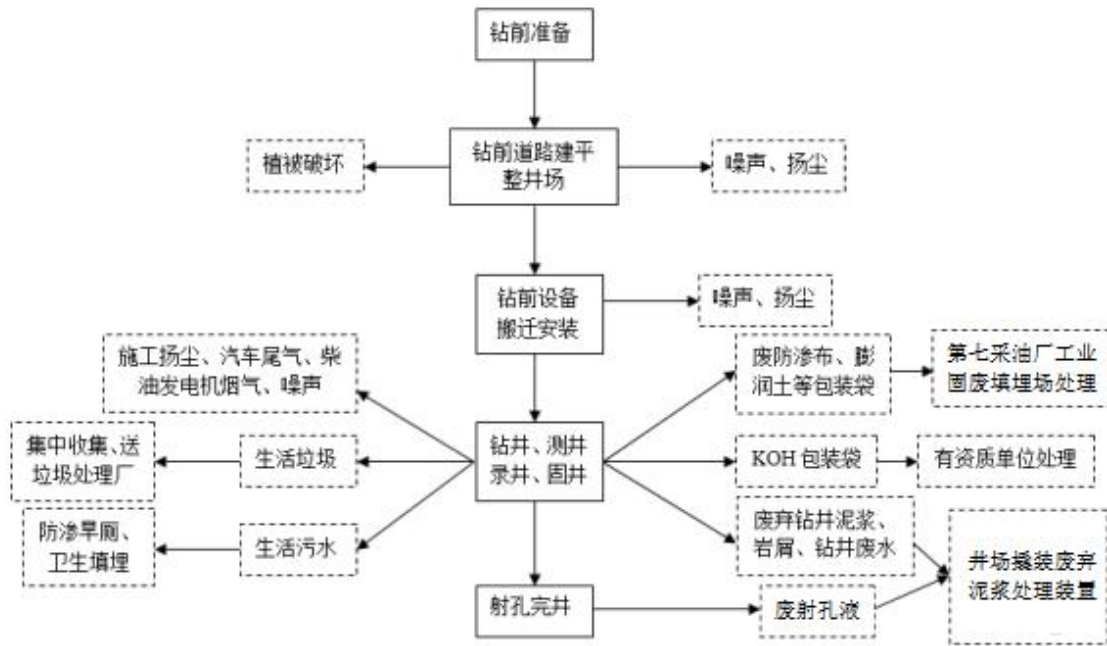 钻前准备
植被破坏
钻前道路建平
整井场
噪声、扬尘
钻前设备
搬迁安装
噪声、扬尘
施工扬尘、汽车尾气、柴
油发电机烟气、噪声
废防渗布、膨
润土等包装袋
第七采油厂工业
固废填埋场处理
集中收集、送
垃圾处理厂
生活垃圾
钻井、测井
录井、固井
KOH 包装袋
有资质单位处理
防渗旱厕、
卫生填埋
生活污水
废弃钻井泥浆、
岩屑、钻井废水
井场撬装废弃
泥浆处理装置
射孔完井
废射孔液